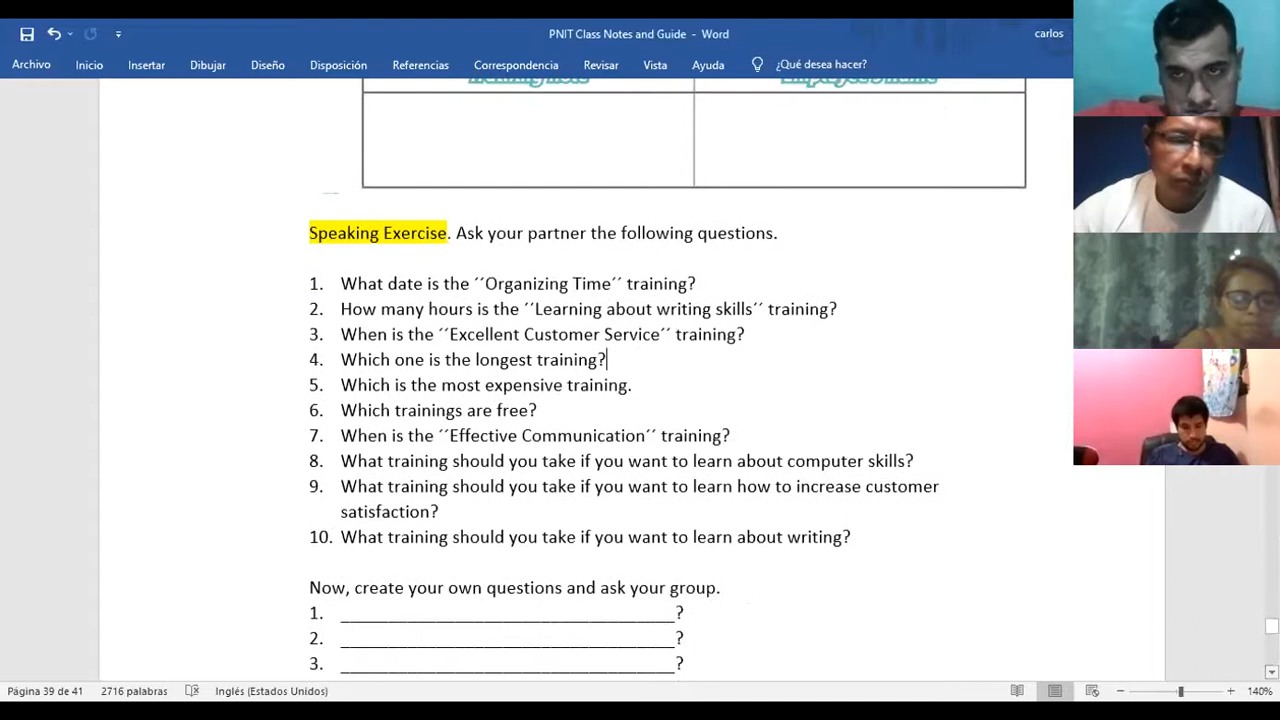 PNIT Class Notes and Guide - Word
carlos
Archivo Inicio Insertar Dibujar Diseño Disposición Referencias Correspondencia Revisar Vista Ayuda ¿Qué desea hacer?
Speaking Exercise. Ask your partner the following questions.
1. What date is the ´´Organizing Time´´ training?
2. How many hours is the ´´Learning about writing skills´´ training?
3. When is the ´´Excellent Customer Service´´ training?
4. Which one is the longest training?
5. Which is the most expensive training.
6. Which trainings are free?
7. When is the ´´Effective Communication´´ training?
8. What training should you take if you want to learn about computer skills?
9. What training should you take if you want to learn how to increase customer
satisfaction?
10. What training should you take if you want to learn about writing?
Now, create your own questions and ask your group.
1. ___________________________________?
2. ___________________________________?
3. ___________________________________?
Página 39 de 41 2716 palabras Inglés (Estados Unidos) 140%